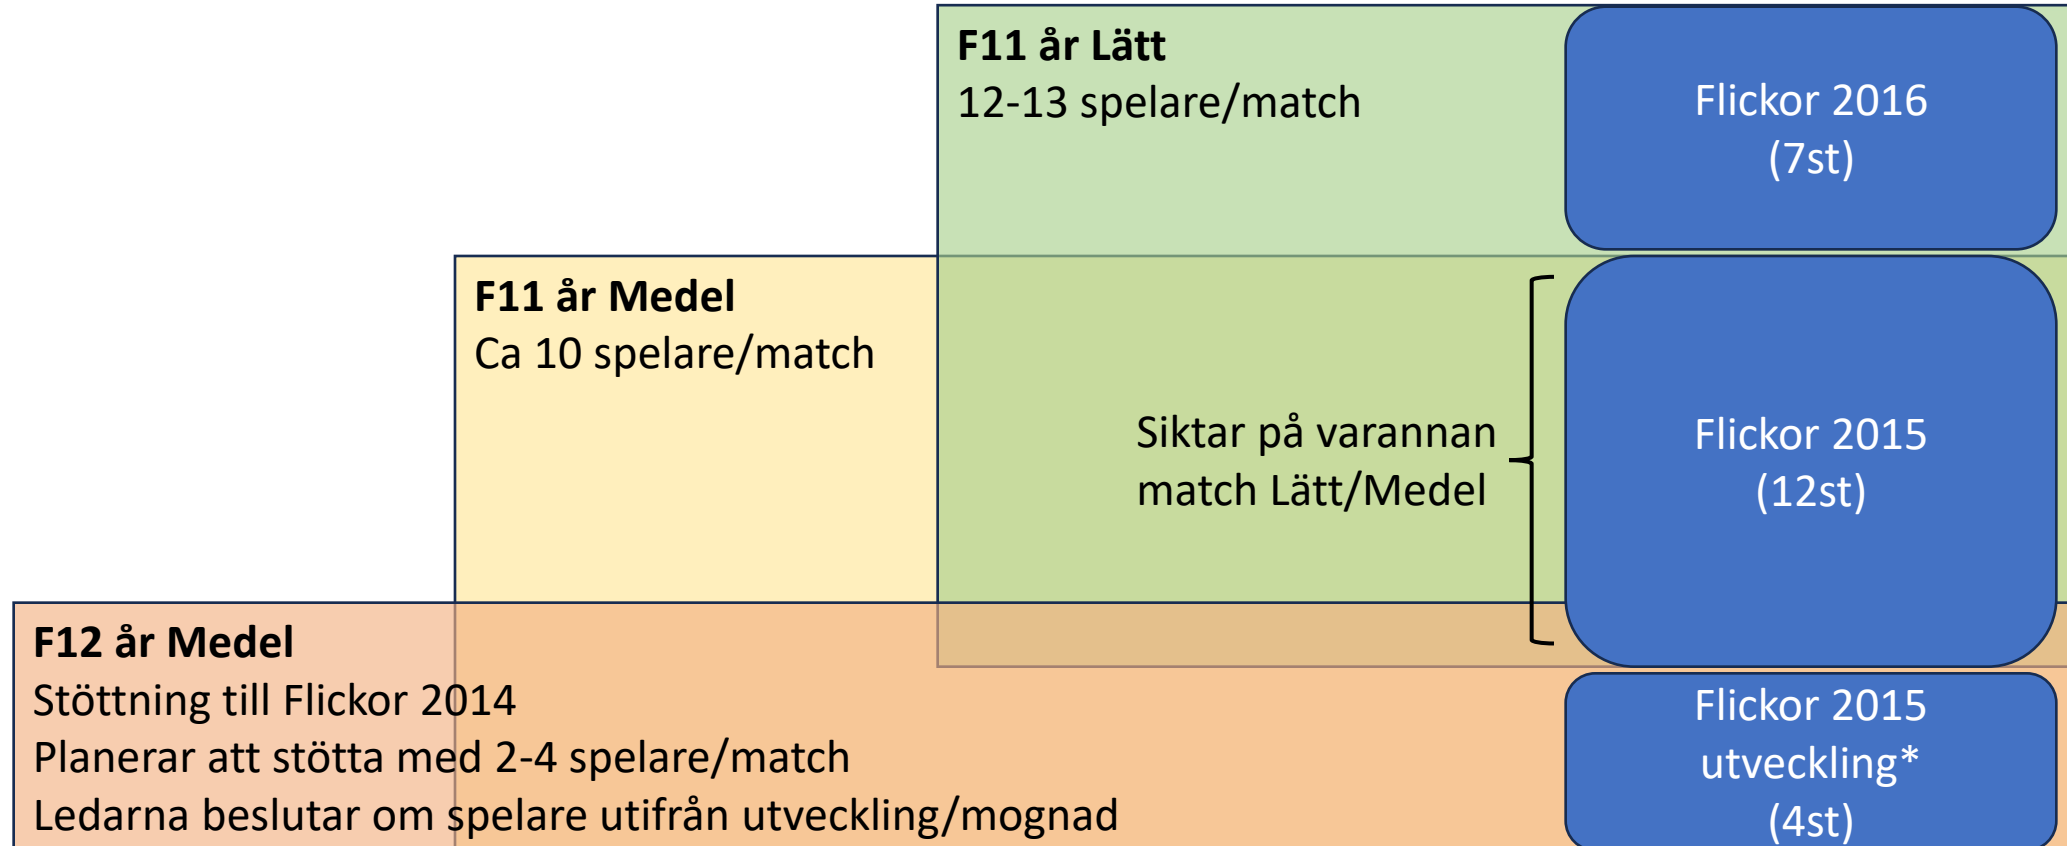 F11 år Lätt
12-13 spelare/match
Flickor 2016
(7st)
F11 år Medel
Ca 10 spelare/match
Siktar på varannan
match Lätt/Medel
Flickor 2015
(12st)
F12 år Medel
Stöttning till Flickor 2014
Planerar att stötta med 2-4 spelare/match
Ledarna beslutar om spelare utifrån utveckling/mognad
Flickor 2015
utveckling*
(4st)